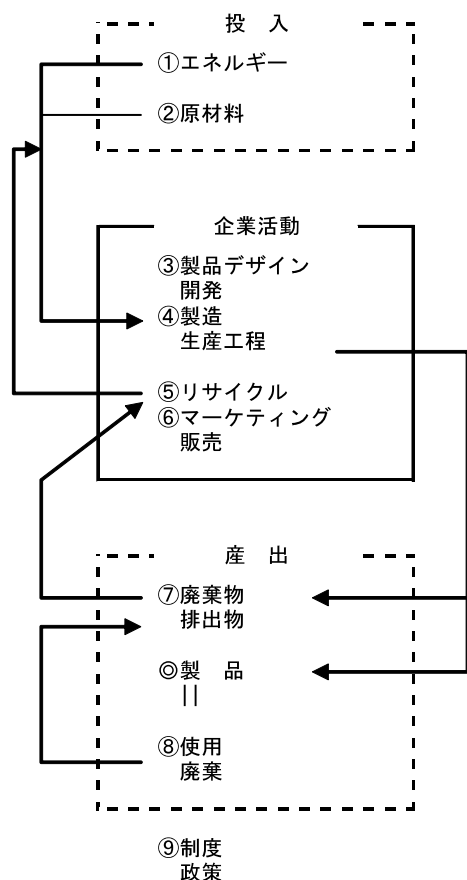 投　入
①エネルギー
②原材料
企業活動
③製品デザイン
開発
④製造
生産工程
⑤リサイクル
⑥マーケティング
販売
産　出
⑦廃棄物
排出物
◎製　品
||
⑧使用
廃棄
⑨制度
政策